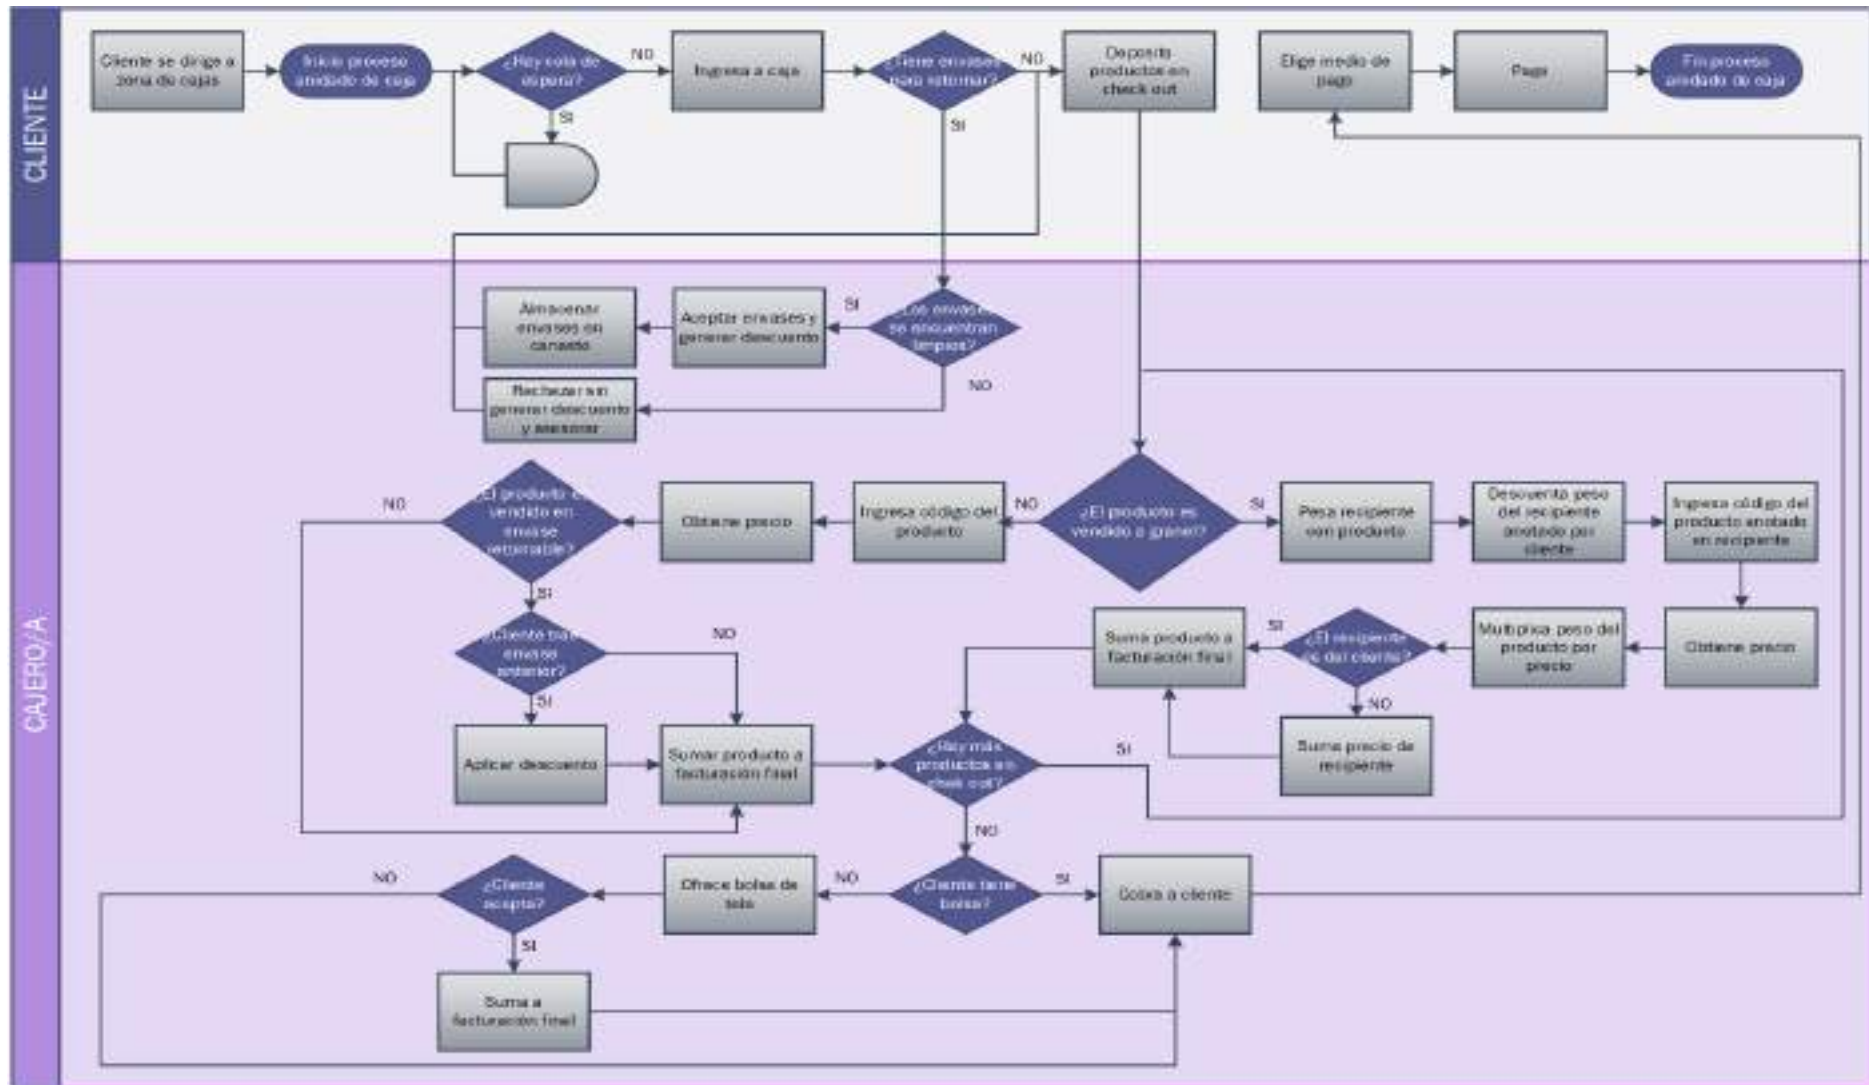 CLIENTE
Cliente se dirige a
zona de cajas
Inicio proceso
anidado de caja
¿Hay cola de
espera?
NO
SI
Ingresa a caja
¿Tiene envases
para retornar?
NO
SI
Deposita
productos en
check out
Elige medio de
pago
Paga
Fin proceso
anidado de caja
CAJERO/A
Almacenar
envases en
canasto
Aceptar envases y
generar descuento
SI
¿Los envases
se encuentran
limpios?
NO
Rechazar sin
generar descuento
y asesorar
NO
¿El producto es
vendido en
envase
retornable?
SI
Obtiene precio
Ingresa código del
producto
NO
¿El producto es
vendido a granel?
SI
Pesa recipiente
con producto
Descuenta peso
del recipiente
anotado por
cliente
Ingresa código del
producto anotado
en recipiente
¿Cliente trae
envase
anterior?
NO
SI
Suma producto a
facturación final
SI
¿El recipiente
es del cliente?
NO
Multiplica peso del
producto por
precio
Obtiene precio
Aplicar descuento
Sumar producto a
facturación final
¿Hay más
productos en
chek out?
SI
NO
Suma precio de
recipiente
NO
¿Cliente
acepta?
SI
Ofrece bolsa de
tela
NO
¿Cliente tiene
bolsa?
SI
a cliente
Suma a
facturación final